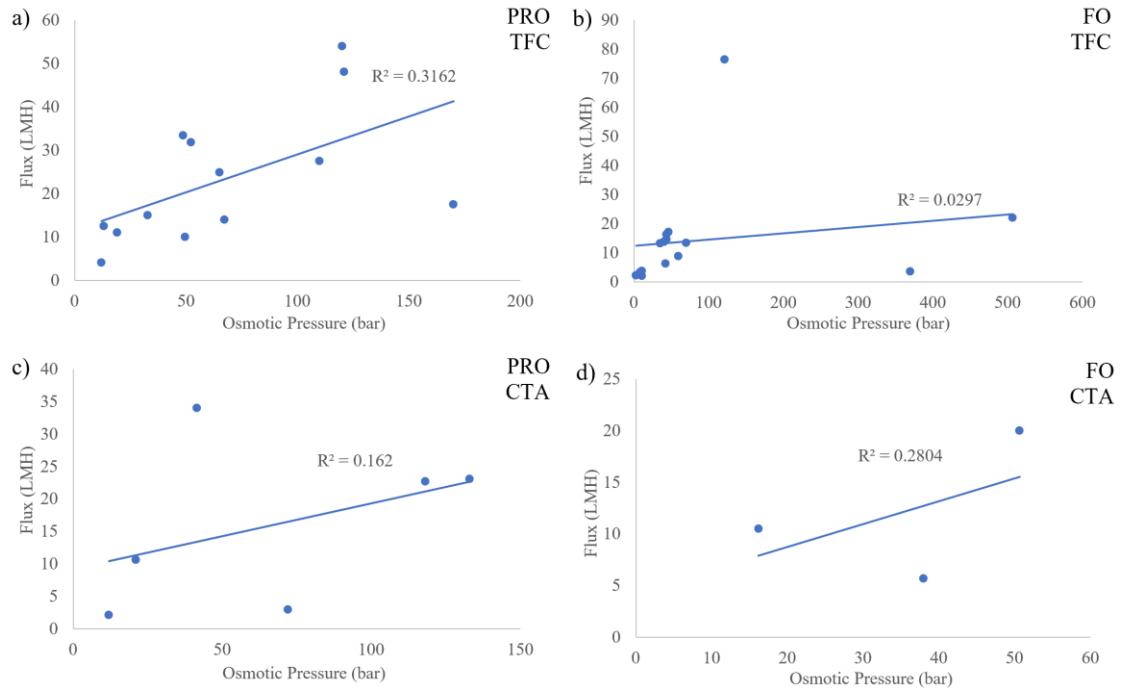 a)
PRO
TFC
60
50
40
30
20
10
0
Flux (LMH)
R² = 0.3162
0 50 100 150 200
Osmotic Pressure (bar)
b)
FO
TFC
90
80
70
60
50
40
30
20
10
0
Flux (LMH)
R² = 0.0297
0 100 200 300 400 500 600
Osmotic Pressure (bar)
c)
PRO
CTA
40
35
30
25
20
15
10
5
0
Flux (LMH)
R² = 0.162
0 50 100 150
Osmotic Pressure (bar)
d)
FO
CTA
25
20
15
10
5
0
Flux (LMH)
R² = 0.2804
0 10 20 30 40 50 60
Osmotic Pressure (bar)